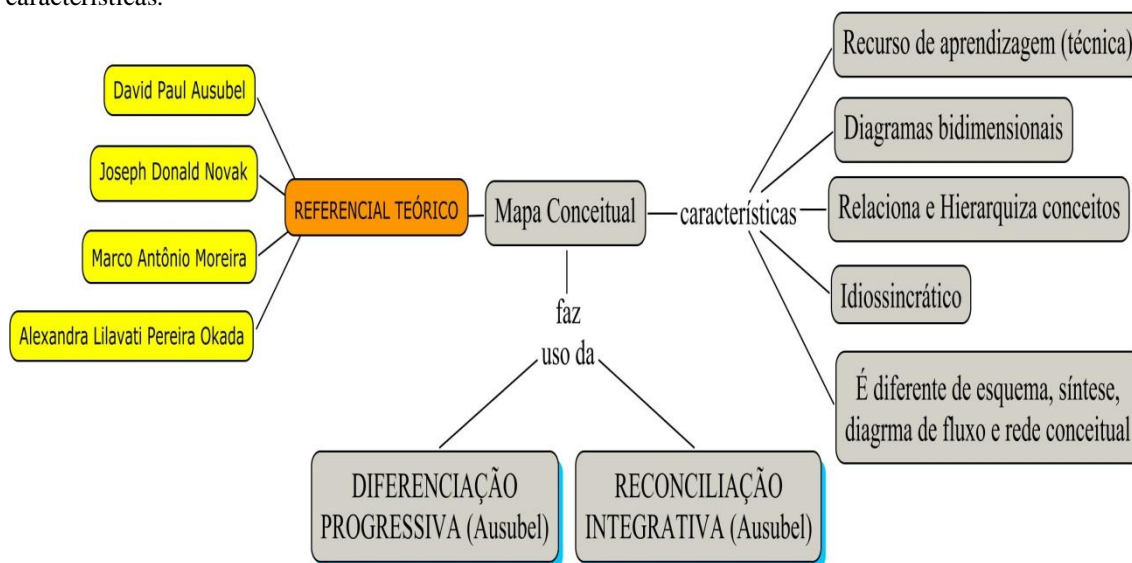 características.
David Paul Ausubel
Joseph Donald Novak
Marco Antônio Moreira
Alexandra Lilavati Pereira Okada
REFERENCIAL TEÓRICO
Mapa Conceitual
características
Recurso de aprendizagem (técnica)
Diagramas bidimensionais
Relaciona e Hierarquiza conceitos
Idiossincrático
É diferente de esquema, síntese,
diagrma de fluxo e rede conceitual
faz
uso da
DIFERENCIAÇÃO
PROGRESSIVA (Ausubel)
RECONCILIAÇÃO
INTEGRATIVA (Ausubel)